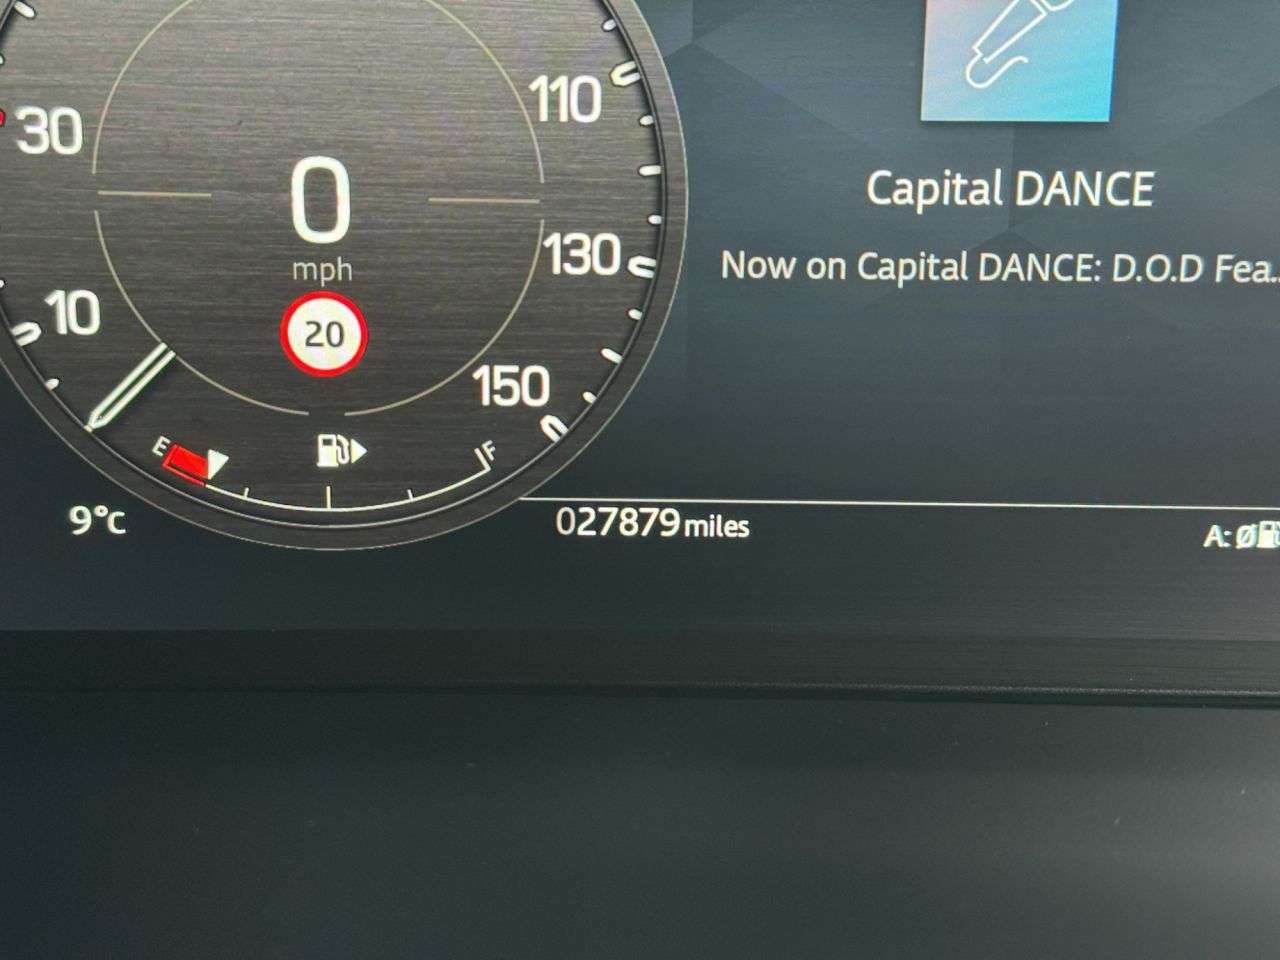 110
30
0
mph
130
10
20
150
E
F
9°C
027879 miles
Capital DANCE
Now on Capital DANCE: D.O.D Fea...
A: Ø